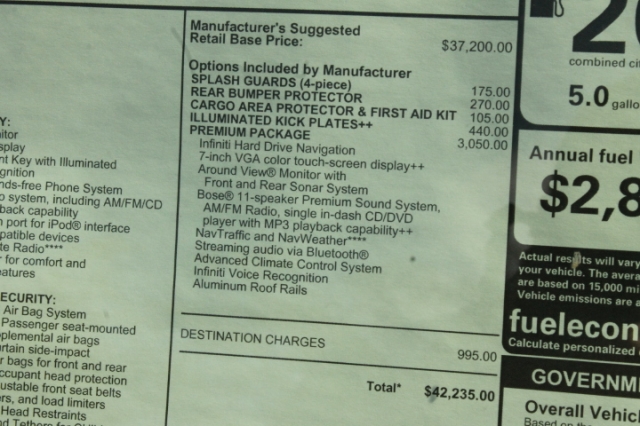 Y:
nitor
splay
nt Key with Illuminated
gnition
nds-free Phone System
o system, including AM/FM/CD
back capability
n port for iPod® interface
patible devices
te Radio****
r for comfort and
eatures
ECURITY:
Air Bag System
Passenger seat-mounted
pplemental air bags
rtain side-impact
r bags for front and rear
occupant head protection
justable front seat belts
ers, and load limiters
Head Restraints
Manufacturer's Suggested
Retail Base Price: $37,200.00
Options Included by Manufacturer
SPLASH GUARDS (4-piece) 175.00
REAR BUMPER PROTECTOR 270.00
CARGO AREA PROTECTOR & FIRST AID KIT 105.00
ILLUMINATED KICK PLATES++ 440.00
PREMIUM PACKAGE 3,050.00
Infiniti Hard Drive Navigation
7-inch VGA color touch-screen display++
Around View® Monitor with
Front and Rear Sonar System
Bose® 11-speaker Premium Sound System,
AM/FM Radio, single in-dash CD/DVD
player with MP3 playback capability++
NavTraffic and NavWeather****
Streaming audio via Bluetooth®
Advanced Climate Control System
Infiniti Voice Recognition
Aluminum Roof Rails
DESTINATION CHARGES 995.00
Total* $42,235.00
combined cit
5.0 gallo
Annual fuel
$2,8
Actual results will vary
your vehicle. The avera
are based on 15,000 mi
Vehicle emissions are a
fuelecon
Calculate personalized
GOVERNME
Overall Vehic